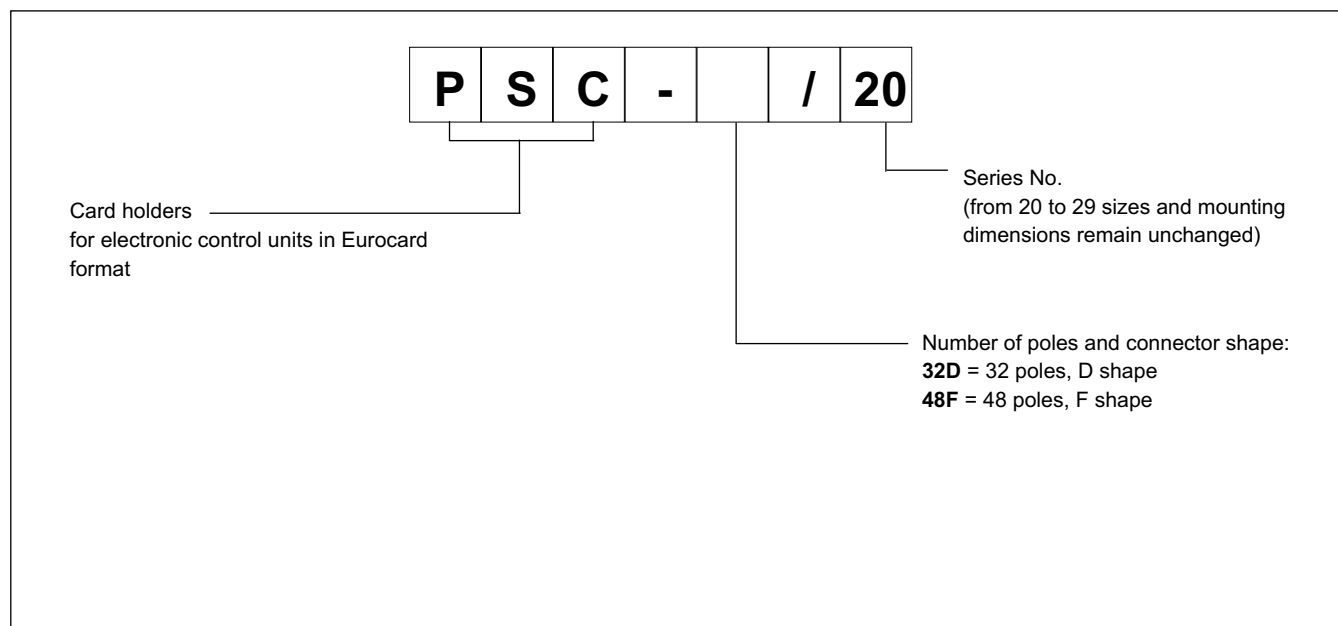 PSC- /20
Series No.
(from 20 to 29 sizes and mounting
dimensions remain unchanged)
Card holders
for electronic control units in Eurocard
format
Number of poles and connector shape:
32D = 32 poles, D shape
48F = 48 poles, F shape